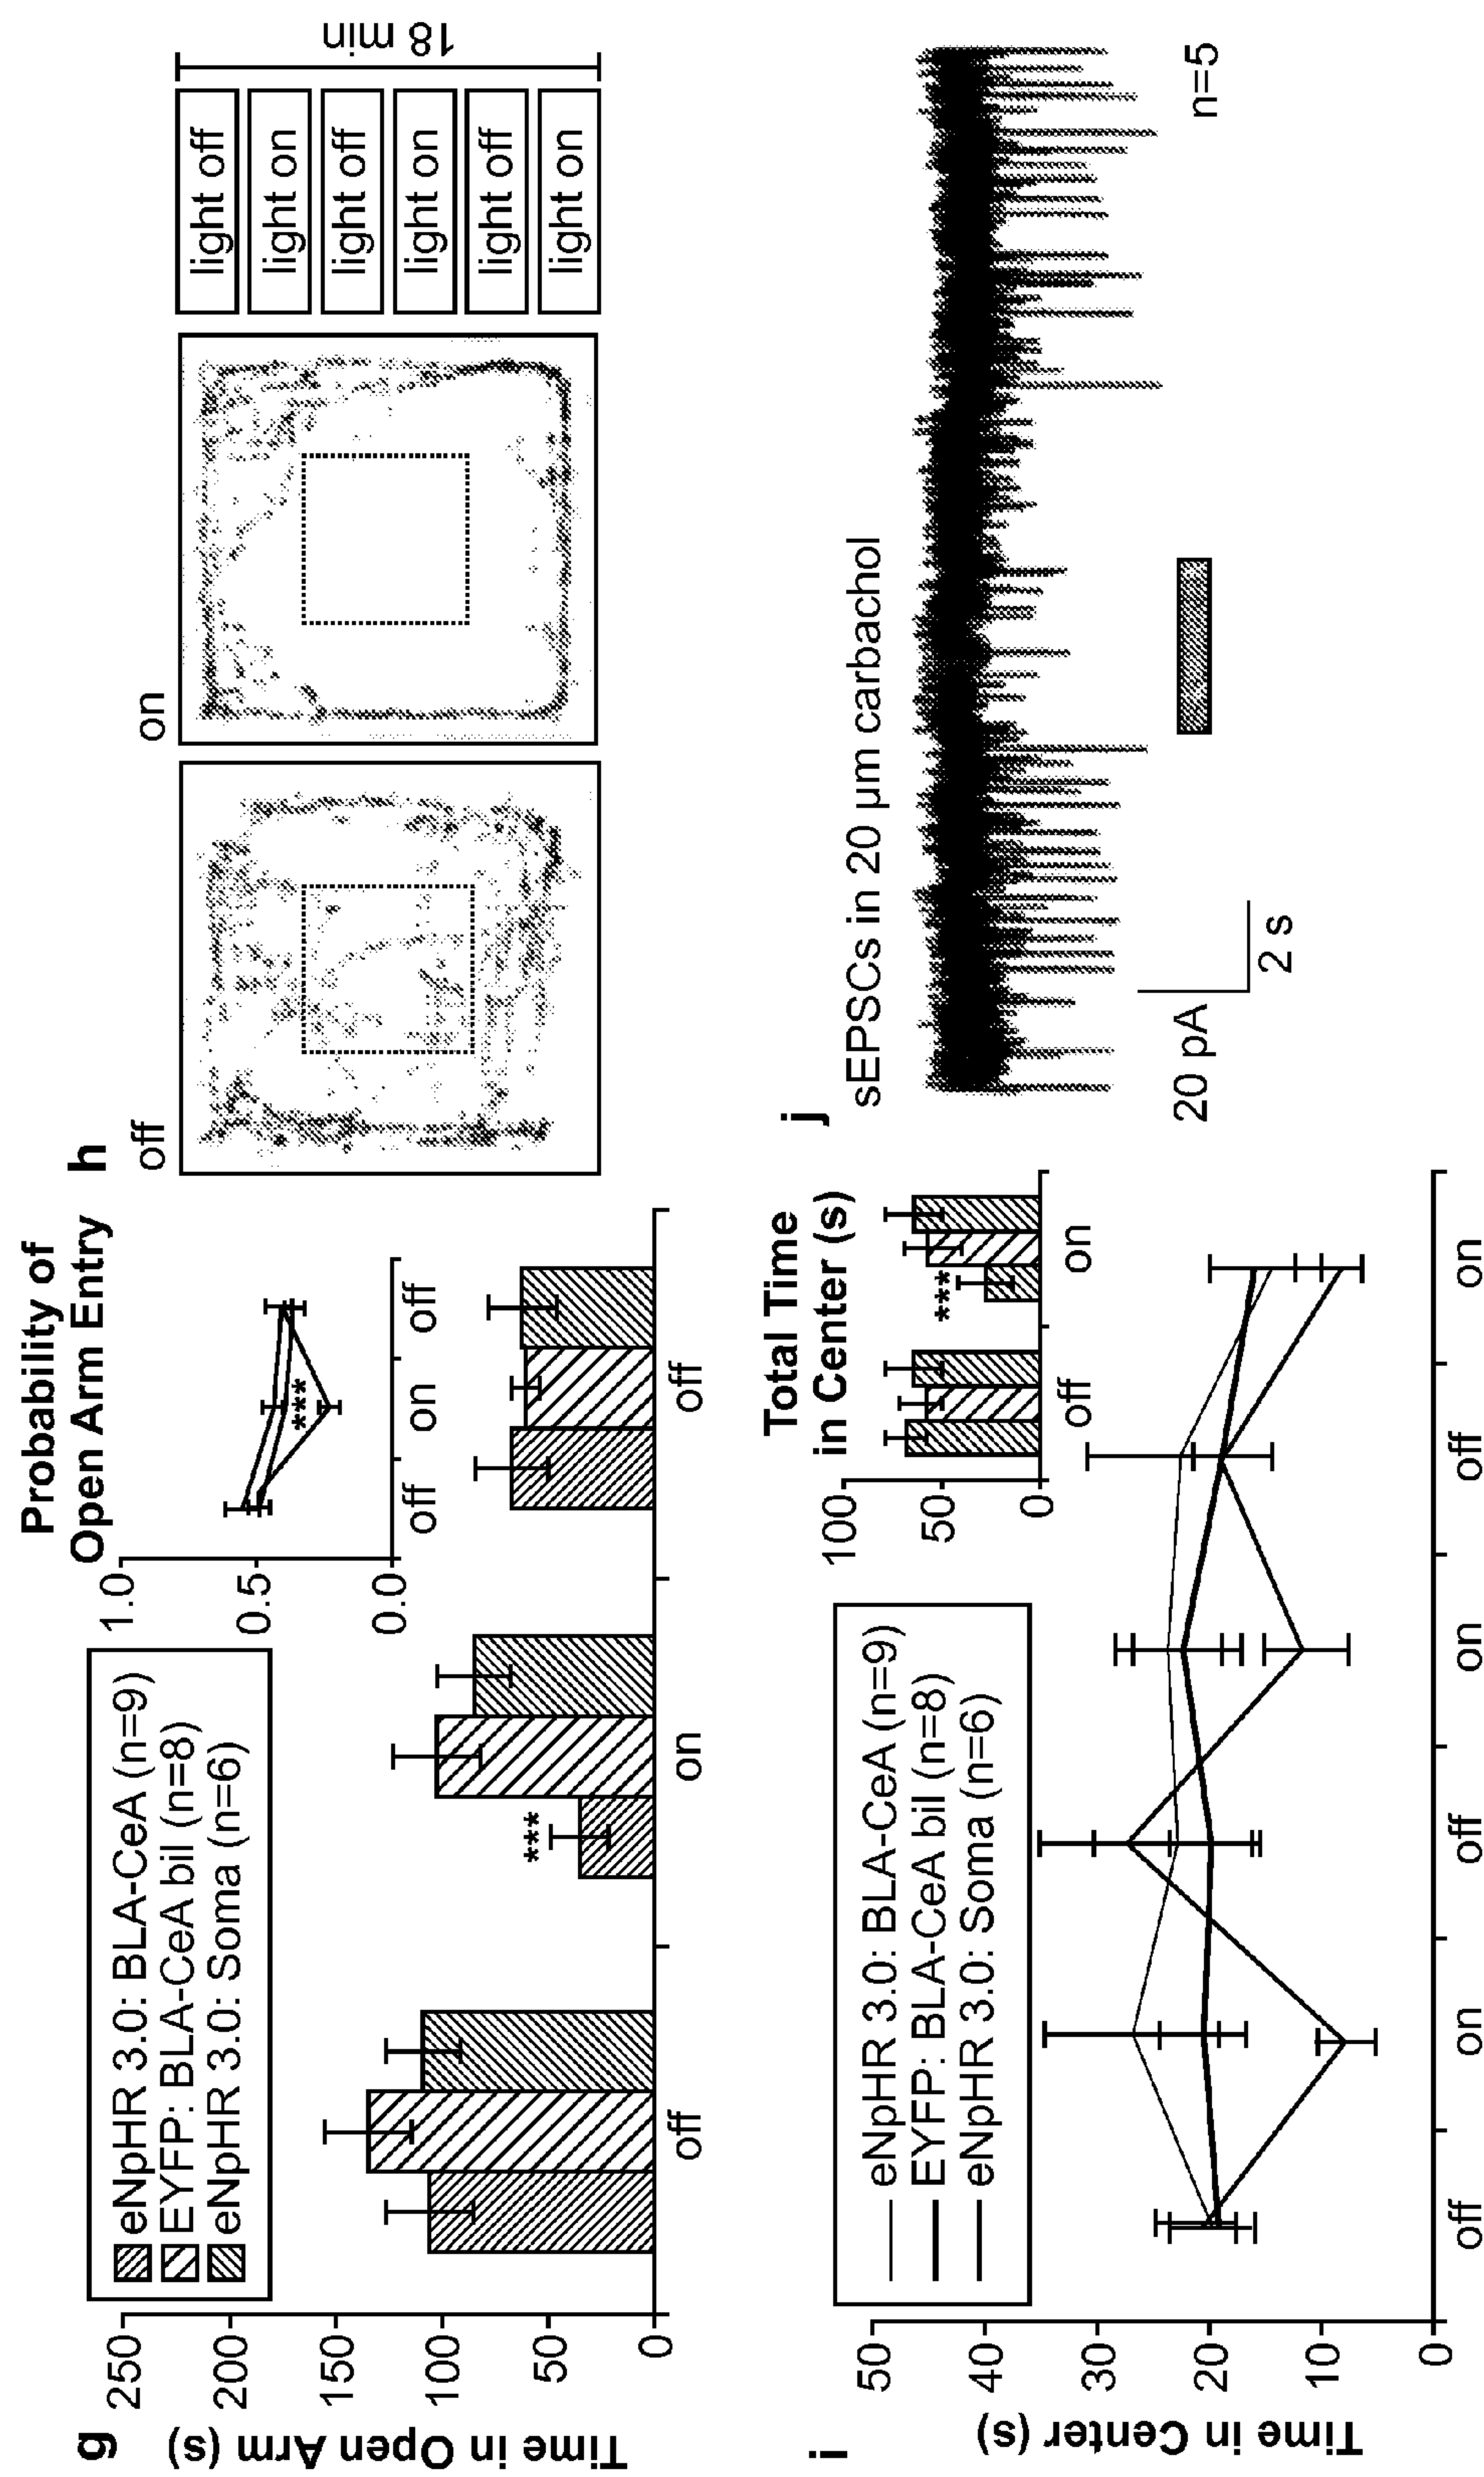 g
Time in Open Arm (s)
250
200
150
100
50
0
eNpHR 3.0: BLA-CeA (n=9)
EYFP: BLA-CeA bil (n=8)
eNpHR 3.0: Soma (n=6)
***
off
on
off
Probability of
Open Arm Entry
1.0
0.5
0.0
***
off
on
off
h
off
on
light off
light on
light off
light on
light off
light on
18 min
i
Time in Center (s)
50
40
30
20
10
0
eNpHR 3.0: BLA-CeA (n=9)
EYFP: BLA-CeA bil (n=8)
eNpHR 3.0: Soma (n=6)
off
on
off
on
off
on
Total Time
in Center (s)
100
50
0
***
off
on
j
sEPSCs in 20 µm carbachol
20 pA
2 s
n=5